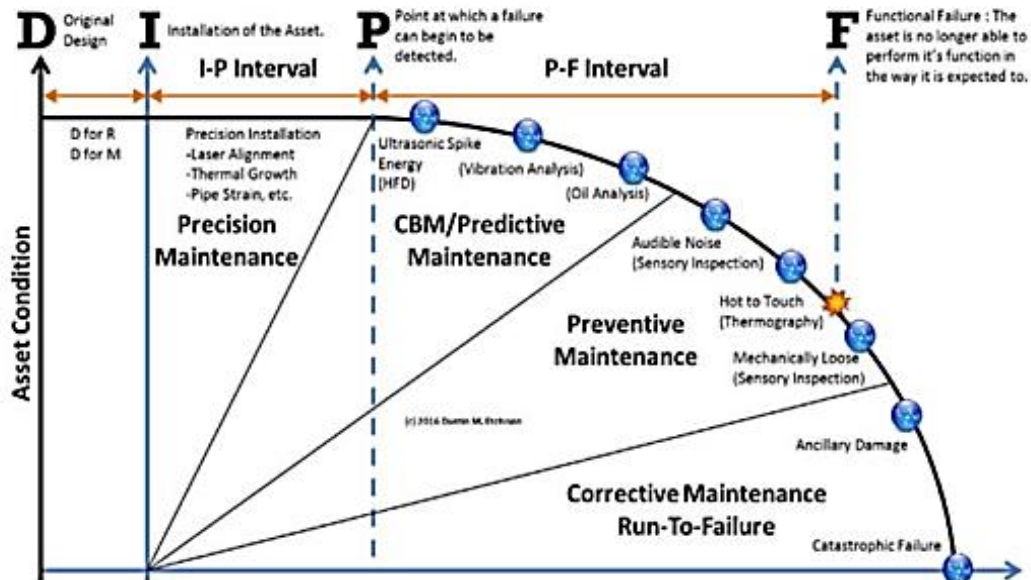 D
Original
Design
I
Installation of the Asset.
P
Point at which a failure
can begin to be
detected.
F
Functional Failure : The
asset is no longer able to
perform it's function in
the way it is expected to.
I-P Interval
P-F Interval
D for R
D for M
Precision Installation
-Laser Alignment
-Thermal Growth
-Pipe Strain, etc.
Ultrasonic Spike
Energy
(HFD)
(Vibration Analysis)
(Oil Analysis)
Audible Noise
(Sensory Inspection)
Hot to Touch
(Thermography)
Mechanically Loose
(Sensory Inspection)
Ancillary Damage
Catastrophic Failure
Precision
Maintenance
CBM/Predictive
Maintenance
Preventive
Maintenance
Corrective Maintenance
Run-To-Failure
Asset Condition
(c) 2016 M.